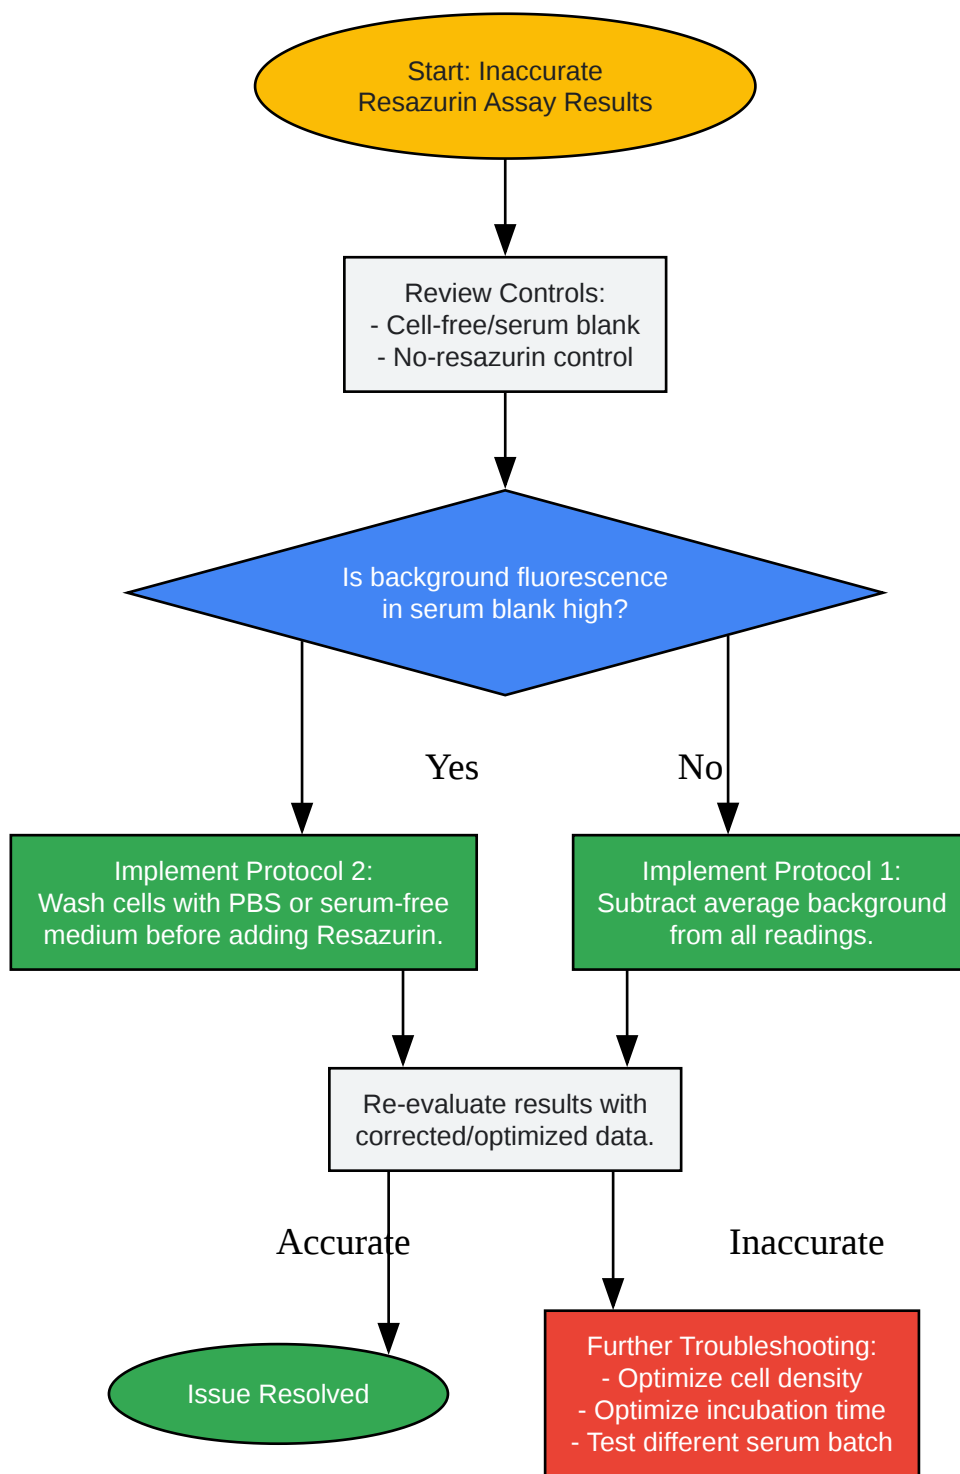 Start: Inaccurate
Resazurin Assay Results
Review Controls:
- Cell-free/serum blank
- No-resazurin control
Is background fluorescence
in serum blank high?
Yes
No
Implement Protocol 2:
Wash cells with PBS or serum-free
medium before adding Resazurin.
Implement Protocol 1:
Subtract average background
from all readings.
Re-evaluate results with
corrected/optimized data.
Accurate
Inaccurate
Issue Resolved
Further Troubleshooting:
- Optimize cell density
- Optimize incubation time
- Test different serum batch